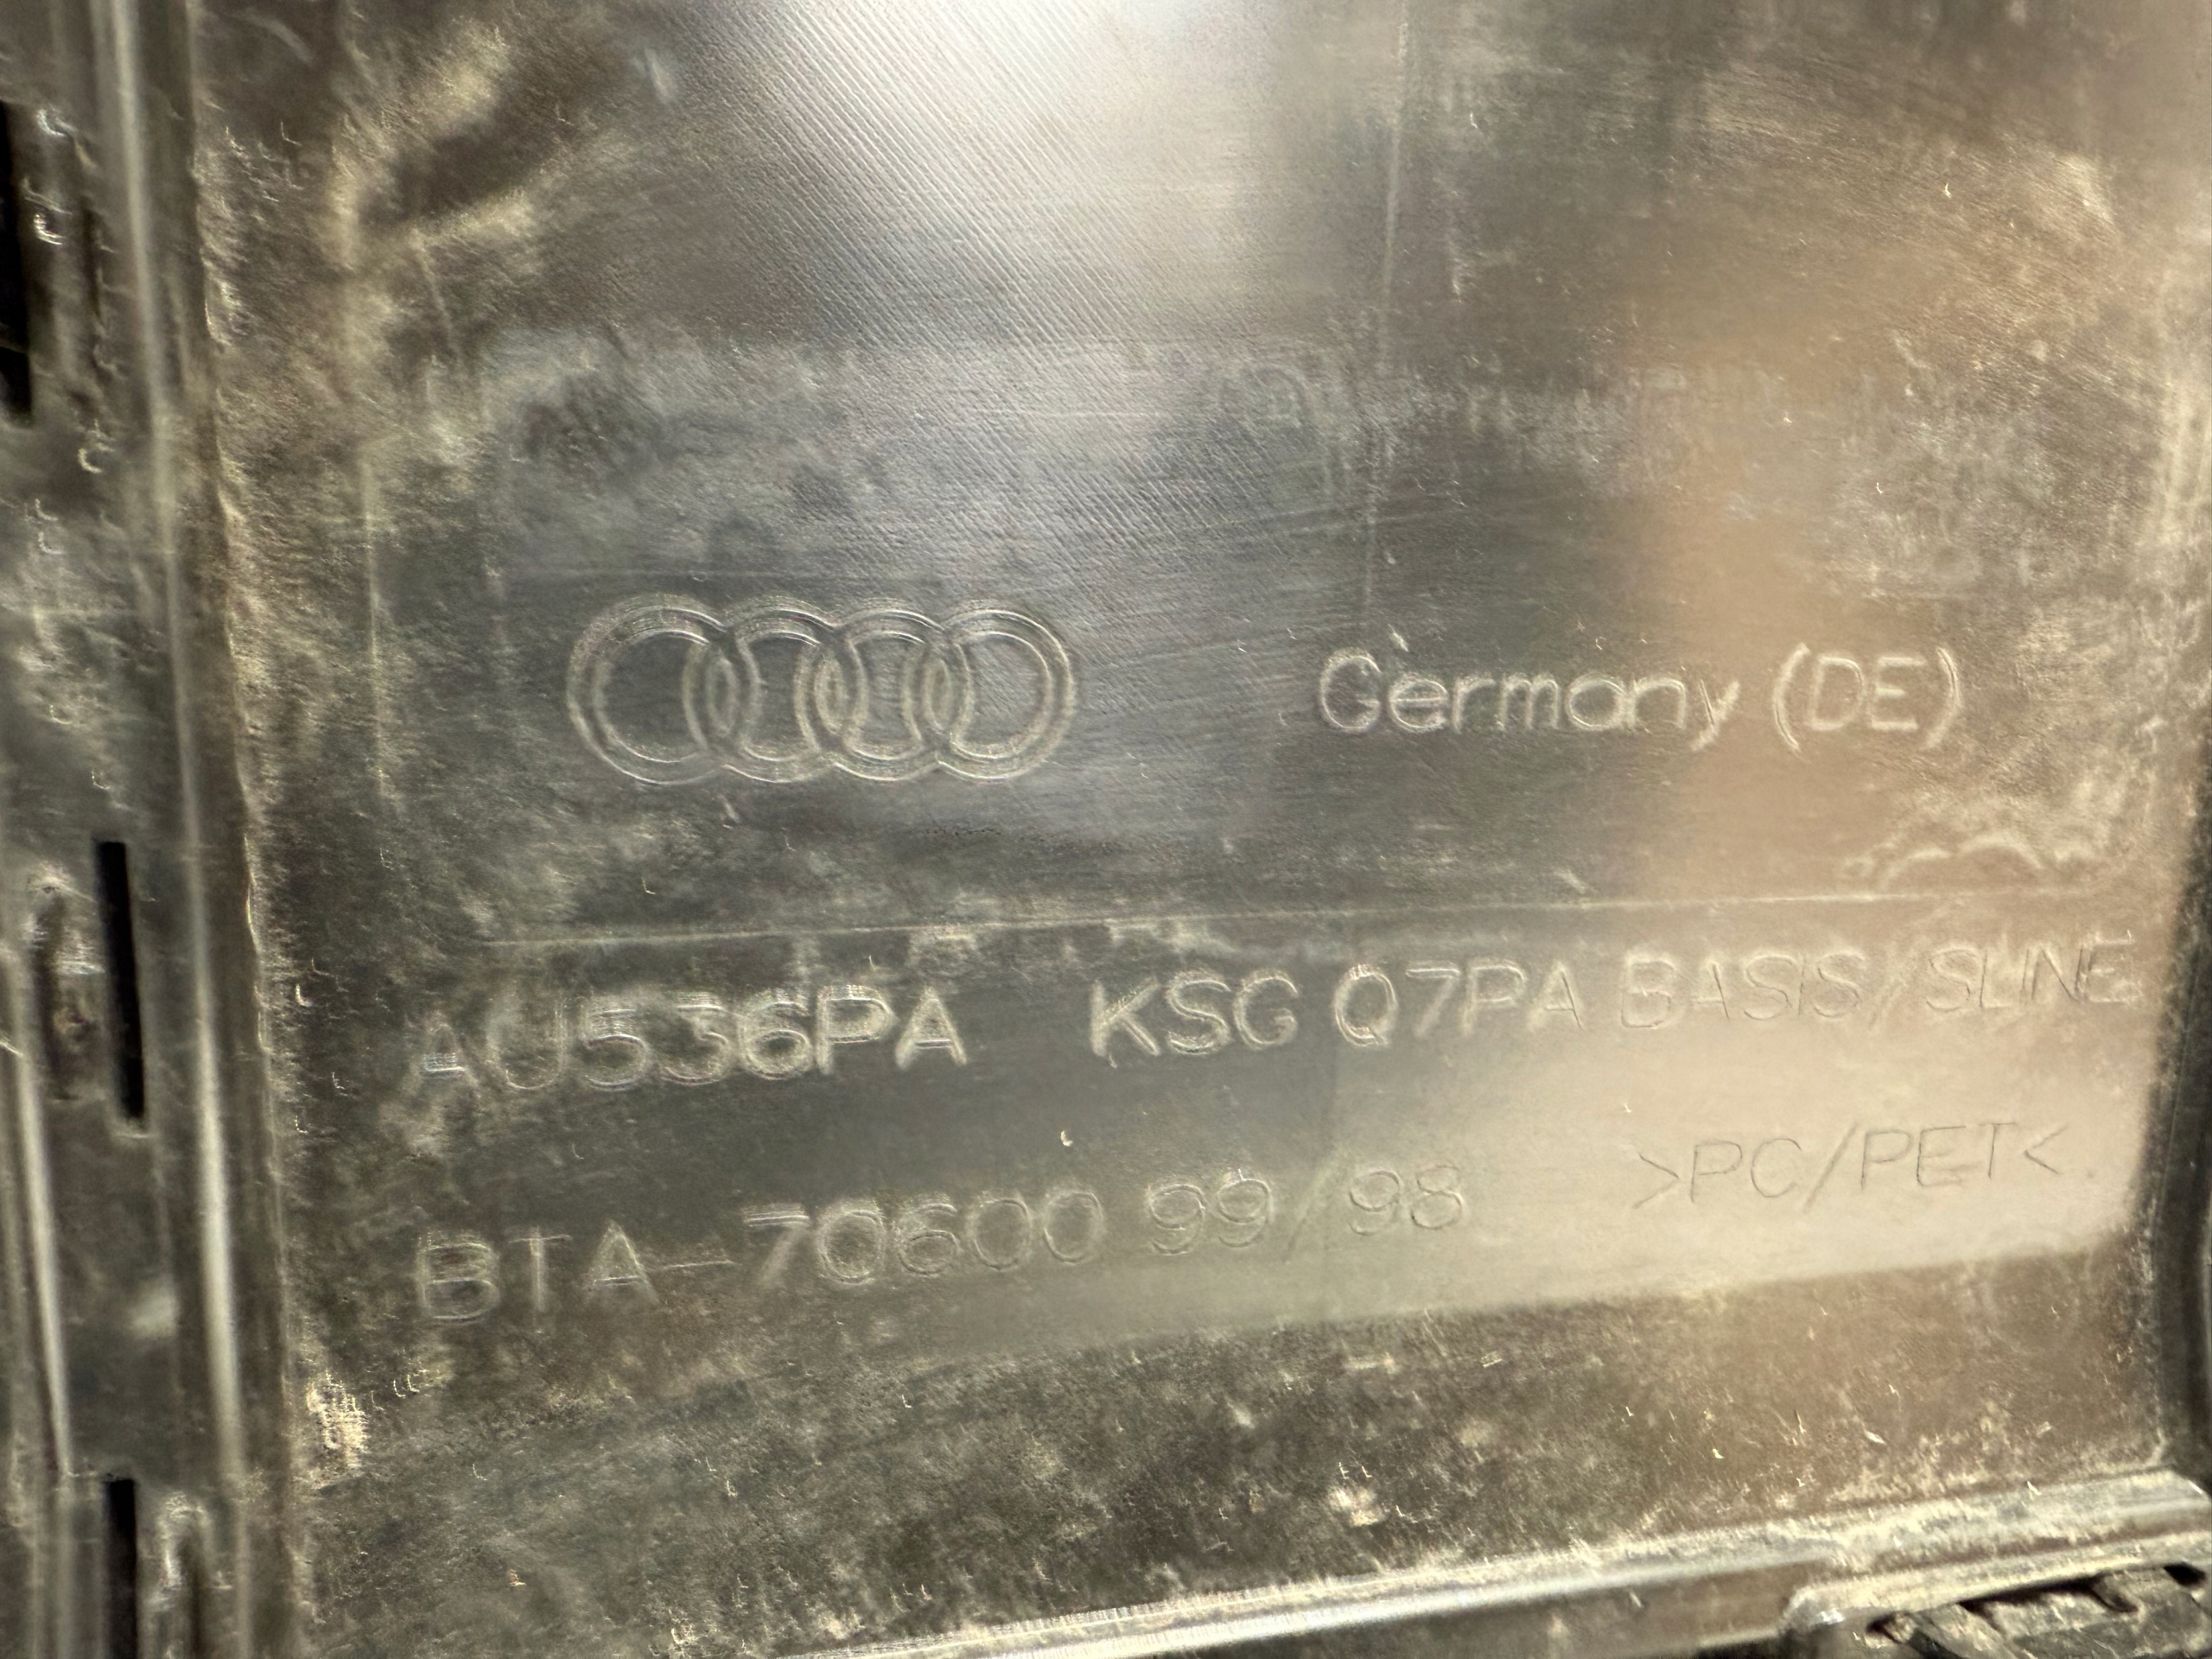 Germany (DE)
AU536PA KSG Q7PA BASIS/SLINE
BTA-70600 99/98 >PC/PET<